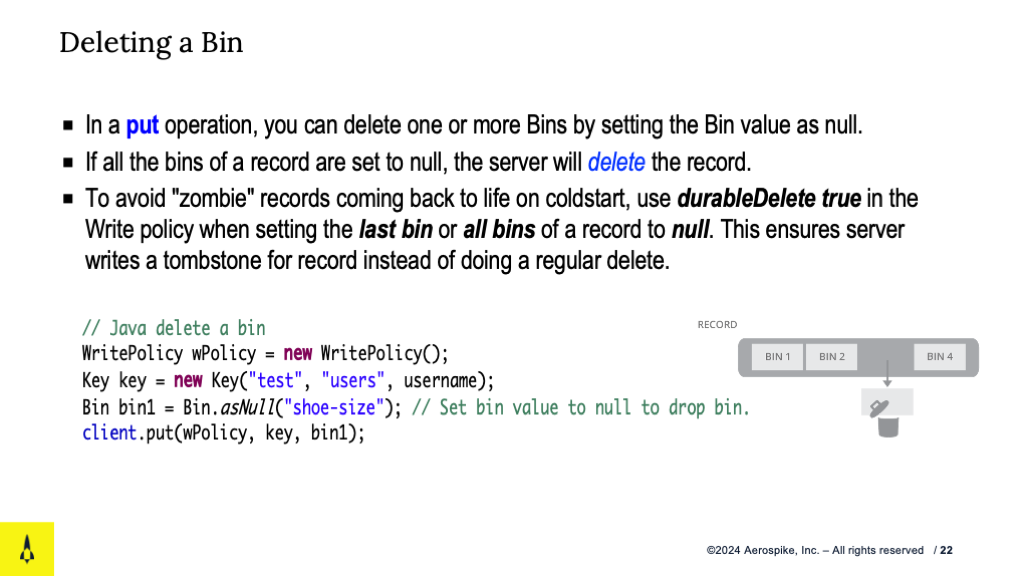 Deleting a Bin
In a put operation, you can delete one or more Bins by setting the Bin value as null.
If all the bins of a record are set to null, the server will delete the record.
To avoid "zombie" records coming back to life on coldstart, use durableDelete true in the
Write policy when setting the last bin or all bins of a record to null. This ensures server
writes a tombstone for record instead of doing a regular delete.
// Java delete a bin
WritePolicy wPolicy = new WritePolicy();
Key key = new Key("test", "users", username);
Bin bin1 = Bin.asNull("shoe-size"); // Set bin value to null to drop bin.
client.put(wPolicy, key, bin1);
RECORD
BIN 1 BIN 2 BIN 4
©2024 Aerospike, Inc. – All rights reserved / 22